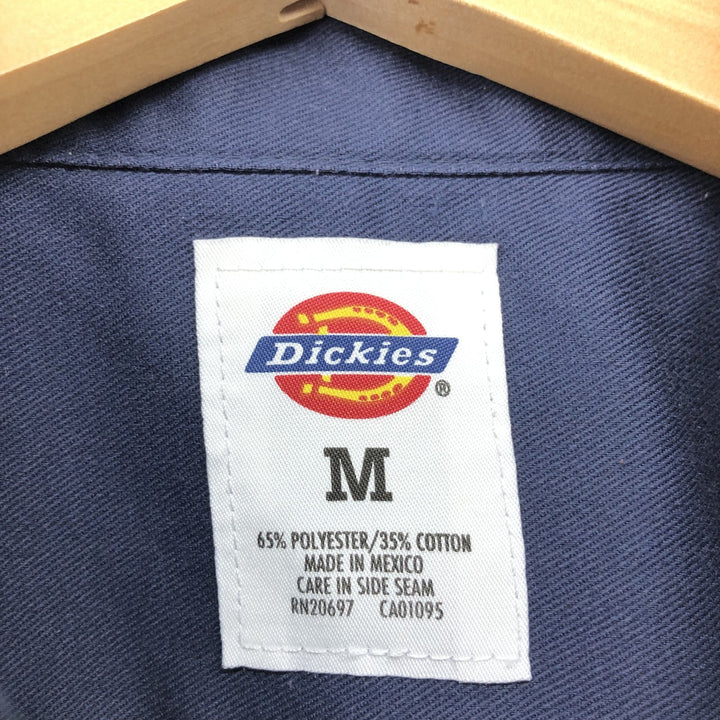 Dickies
®
M
65% POLYESTER/35% COTTON
MADE IN MEXICO
CARE IN SIDE SEAM
RN20697 CA01095